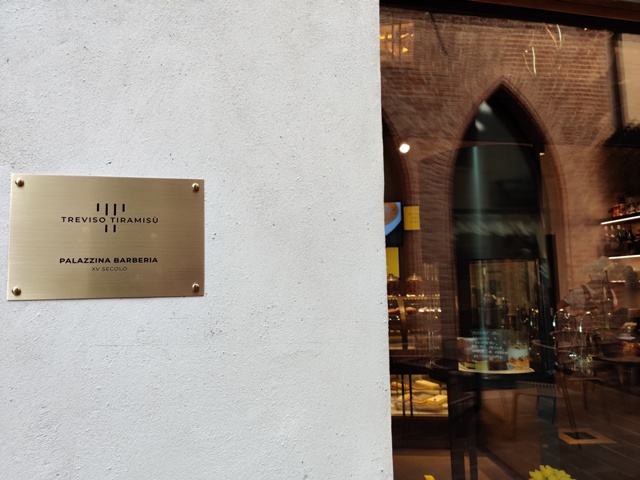 TREVISO TIRAMISÙ
PALAZZINA BARBERIA
XV SECOLO